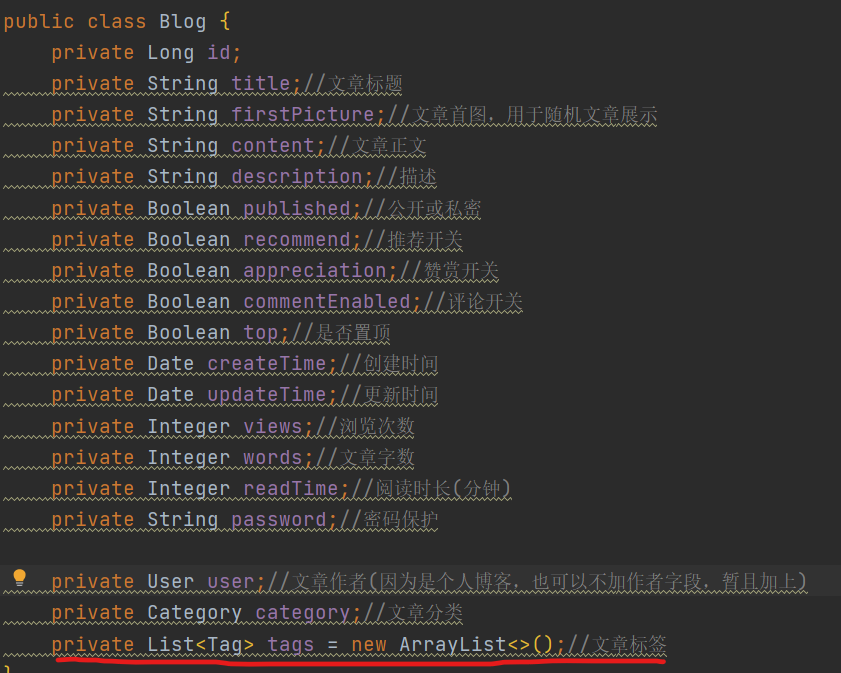 public class Blog {
private Long id;
private String title;//文章标题
private String firstPicture;//文章首图，用于随机文章展示
private String content;//文章正文
private String description;//描述
private Boolean published;//公开或私密
private Boolean recommend;//推荐开关
private Boolean appreciation;//赞赏开关
private Boolean commentEnabled;//评论开关
private Boolean top;//是否置顶
private Date createTime;//创建时间
private Date updateTime;//更新时间
private Integer views;//浏览次数
private Integer words;//文章字数
private Integer readTime;//阅读时长(分钟)
private String password;//密码保护
private User user;//文章作者(因为是个人博客，也可以不加作者字段，暂且加上)
private Category category;//文章分类
private List<Tag> tags = new ArrayList<>();//文章标签
}